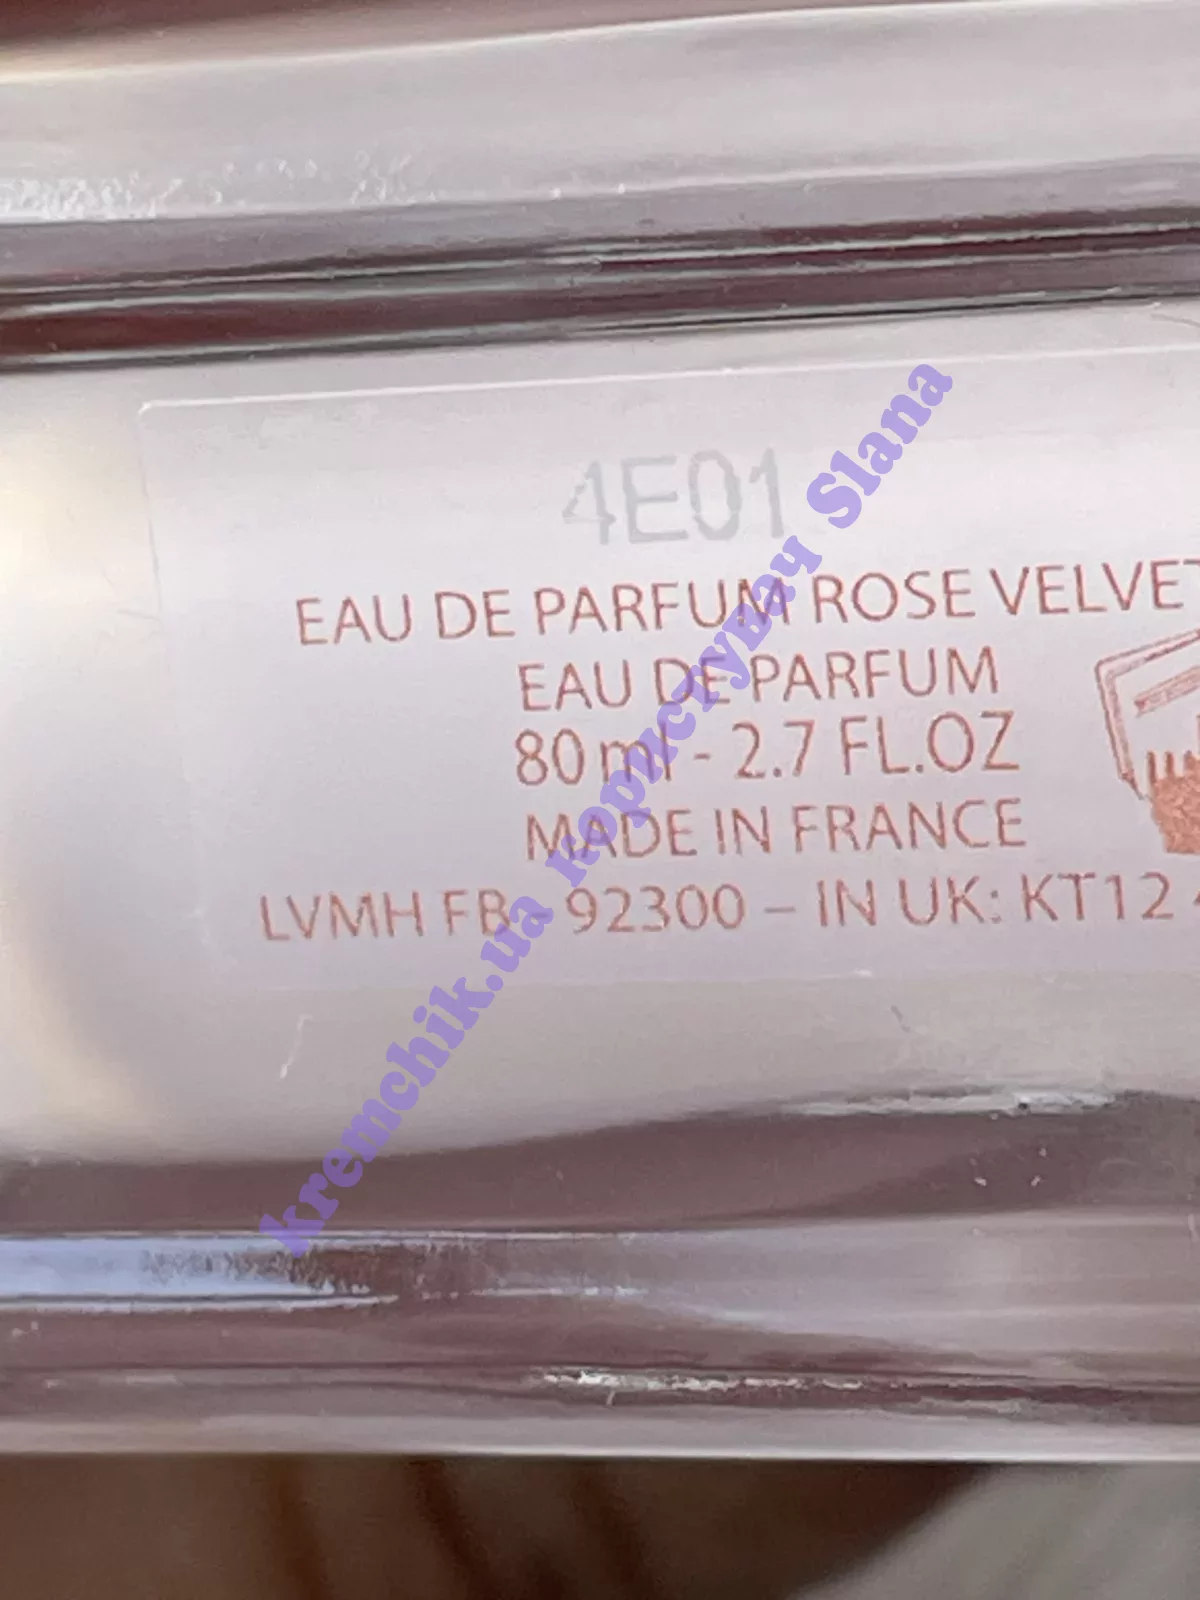 4E01
EAU DE PARFUM ROSE VELVET
EAU DE PARFUM
80 ml - 2.7 FL.OZ
MADE IN FRANCE
LVMH FB - 92300 – IN UK: KT12 4
kremchik.ua користувач Slana